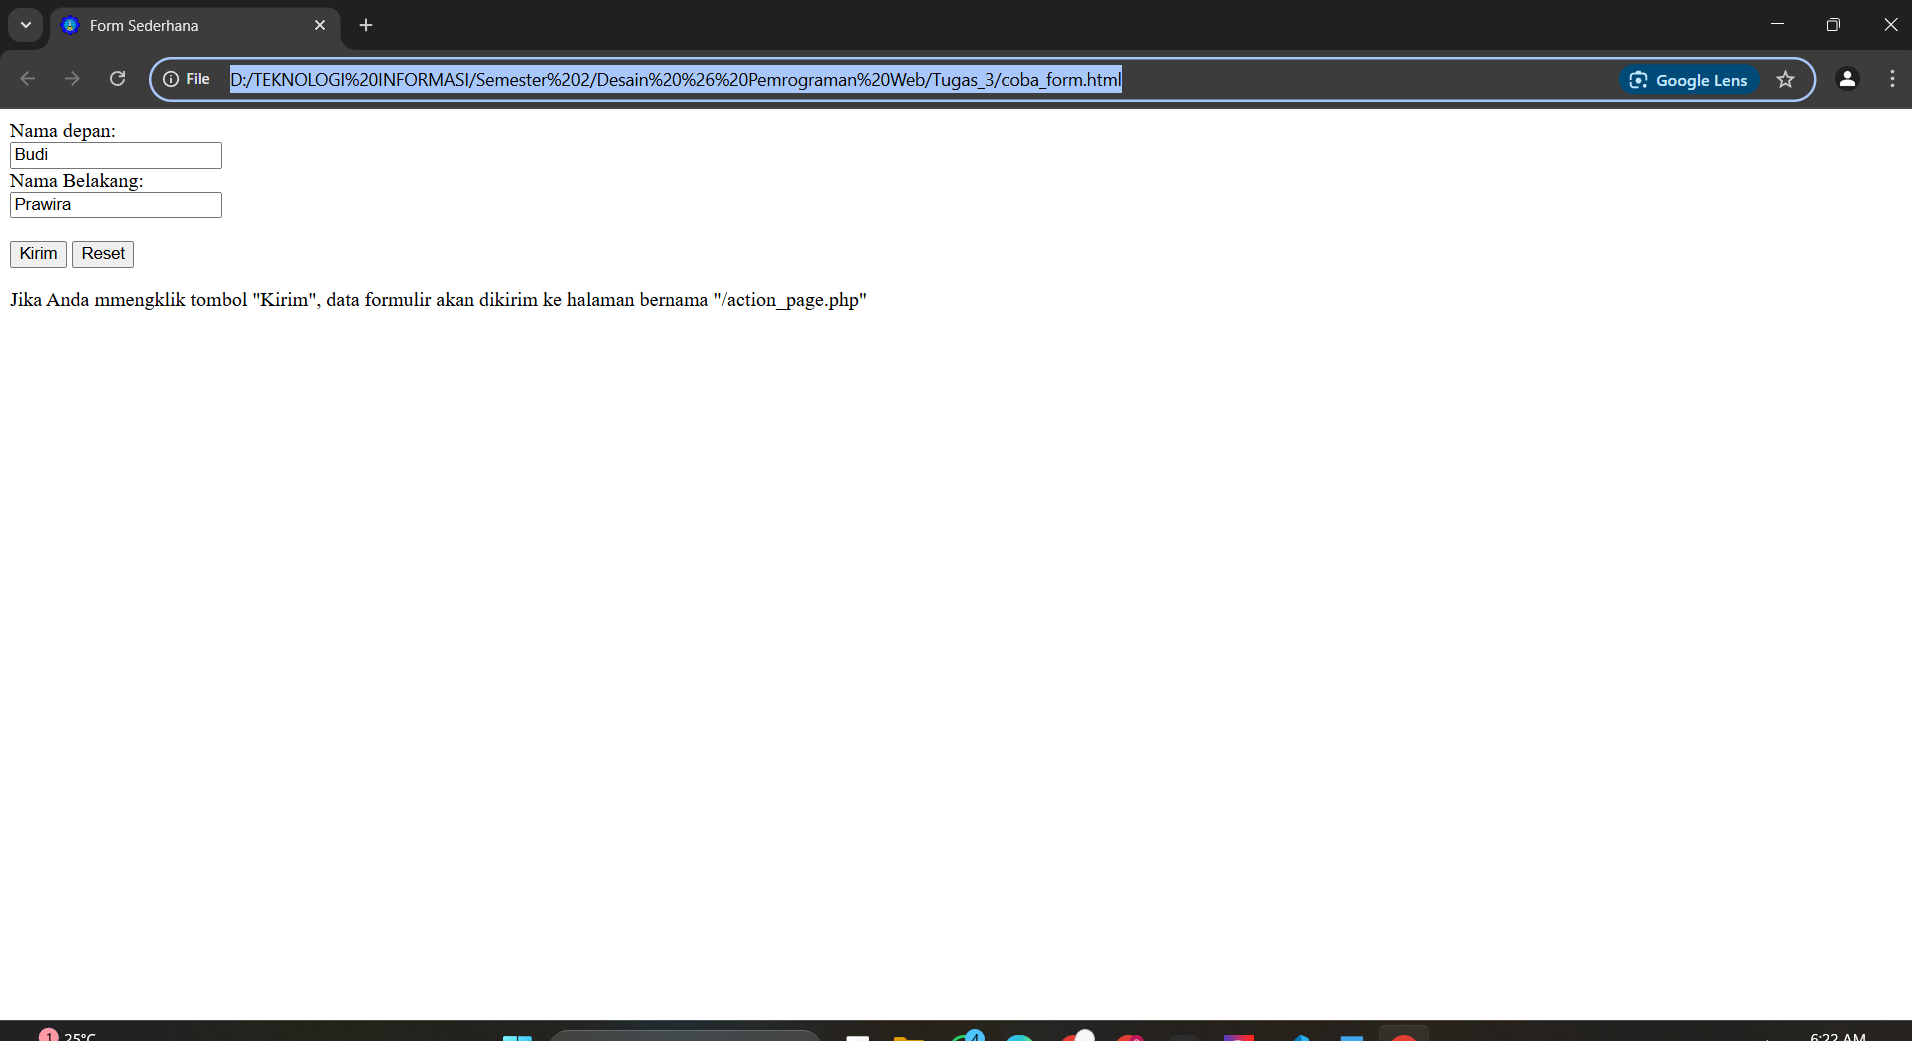 Form Sederhana
File D:/TEKNOLOGI%20INFORMASI/Semester%202/Desain%20%26%20Pemrograman%20Web/Tugas_3/coba_form.html Google Lens
Nama depan:
Budi
Nama Belakang:
Prawira
Kirim Reset
Jika Anda mmengklik tombol "Kirim", data formulir akan dikirim ke halaman bernama "/action_page.php"
1 25°C 4 6:22 AM